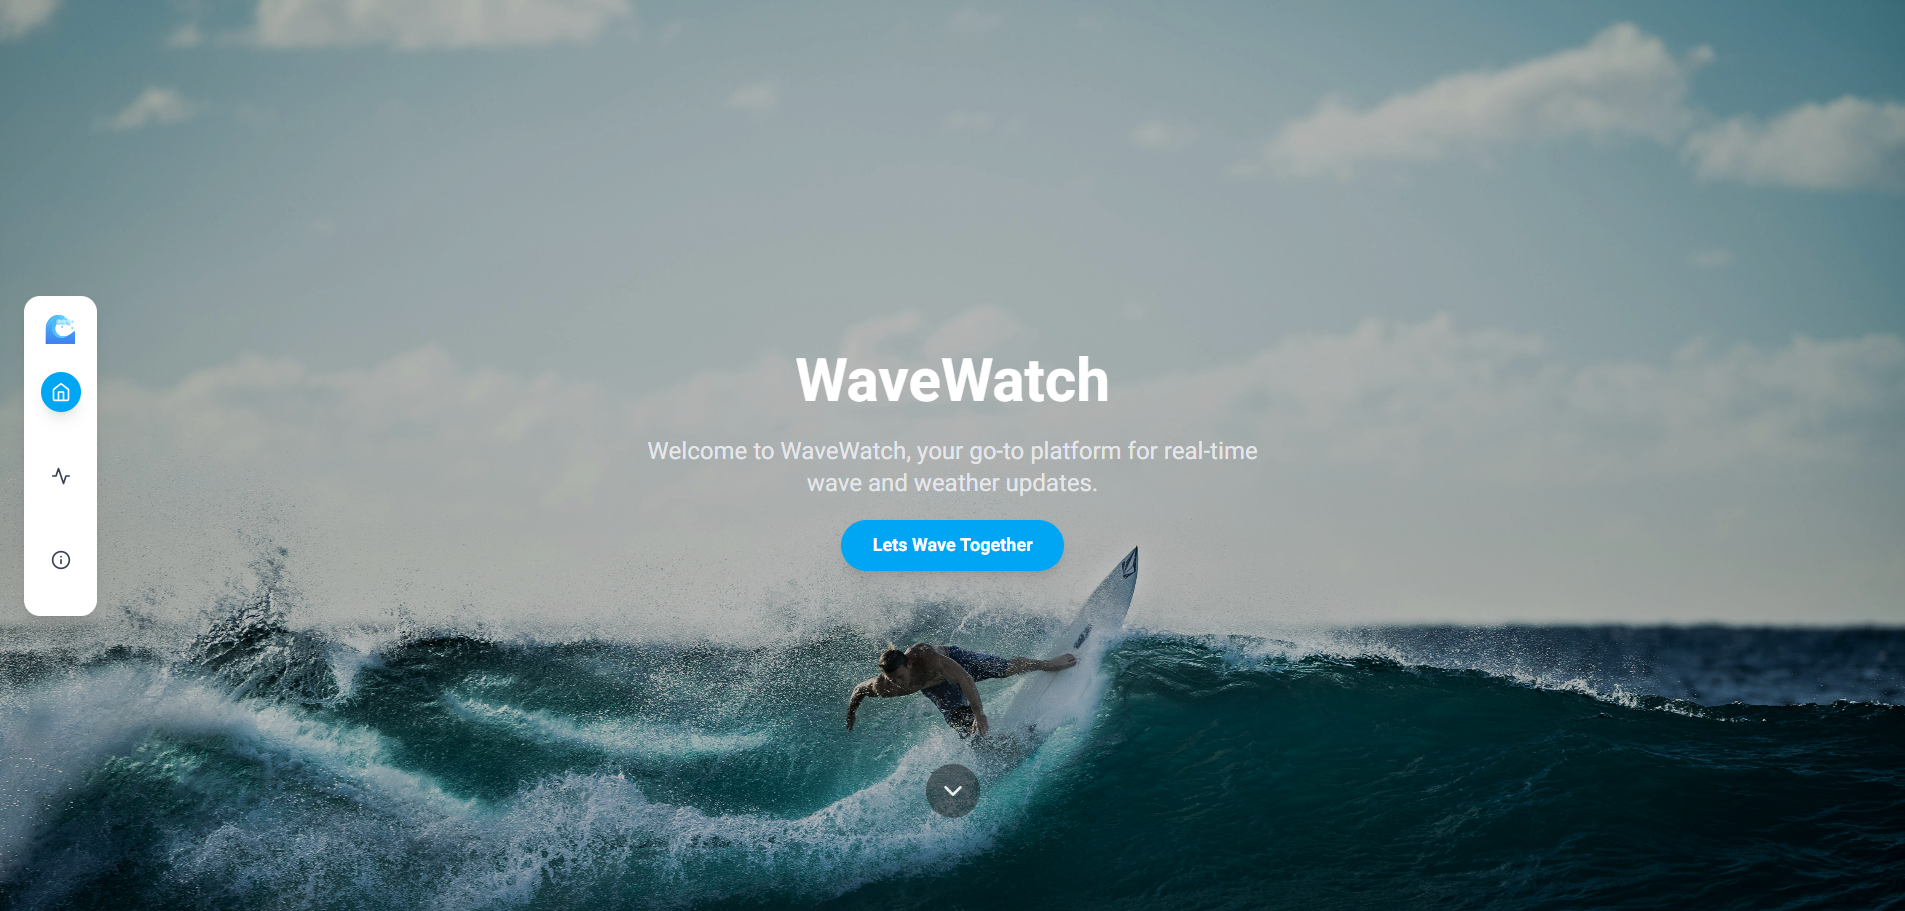 WaveWatch
Welcome to WaveWatch, your go-to platform for real-time
wave and weather updates.
Lets Wave Together